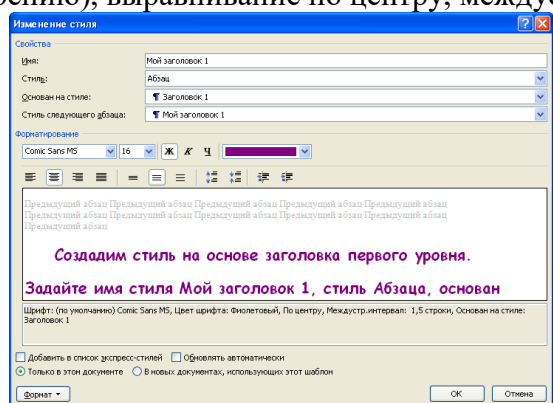 рению), выравнивание по центру, междус
Изменение стиля
Свойства
Имя: Мой заголовок 1
Стиль: Абзац
Основан на стиле: ¶ Заголовок 1
Стиль следующего абзаца: ¶ Мой заголовок 1
Форматирование
Comic Sans MS 16 Ж К Ч
Предыдущий абзац Предыдущий абзац Предыдущий абзац Предыдущий абзац Предыдущий абзац
Предыдущий абзац Предыдущий абзац Предыдущий абзац Предыдущий абзац Предыдущий абзац
Предыдущий абзац
Создадим стиль на основе заголовка первого уровня.
Задайте имя стиля Мой заголовок 1, стиль Абзаца, основан
Шрифт: (по умолчанию) Comic Sans MS, Цвет шрифта: Фиолетовый, По центру, Междустр.интервал: 1,5 строки, Основан на стиле:
Заголовок 1
Добавить в список экспресс-стилей Обновлять автоматически
Только в этом документе В новых документах, использующих этот шаблон
Формат ОК Отмена